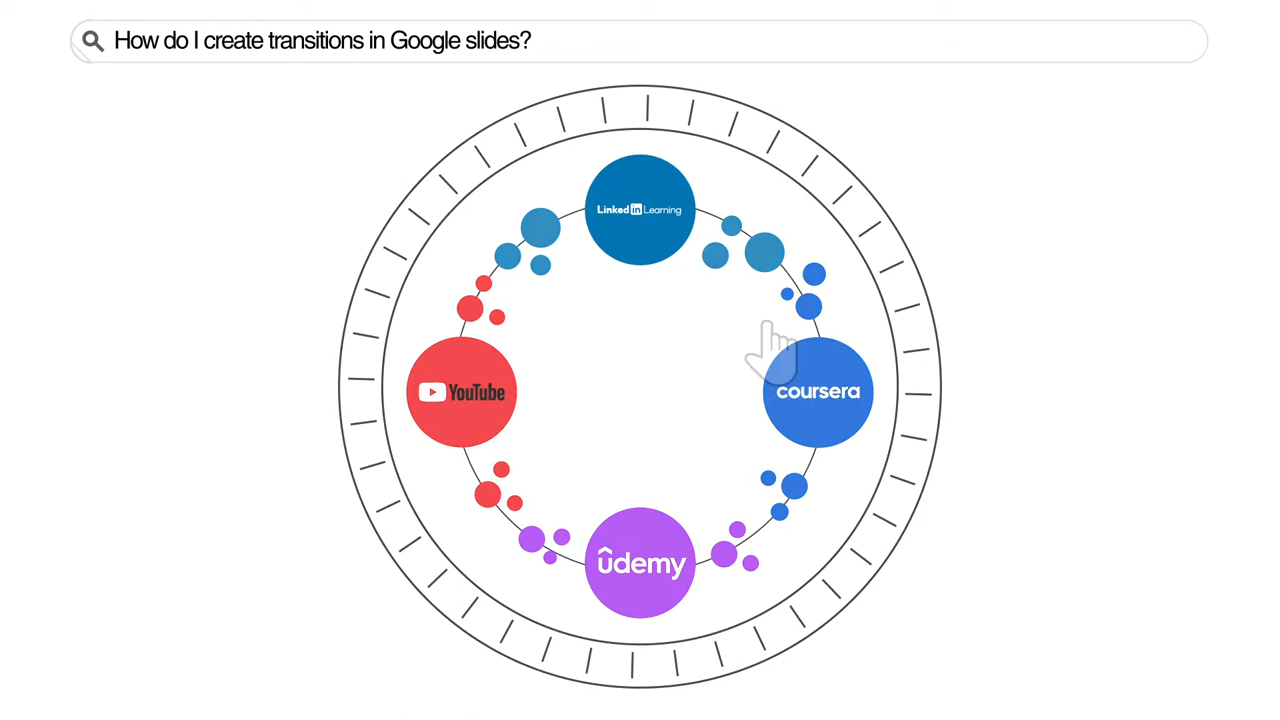 How do I create transitions in Google slides?
Linked in Learning
YouTube
coursera
ûdemy